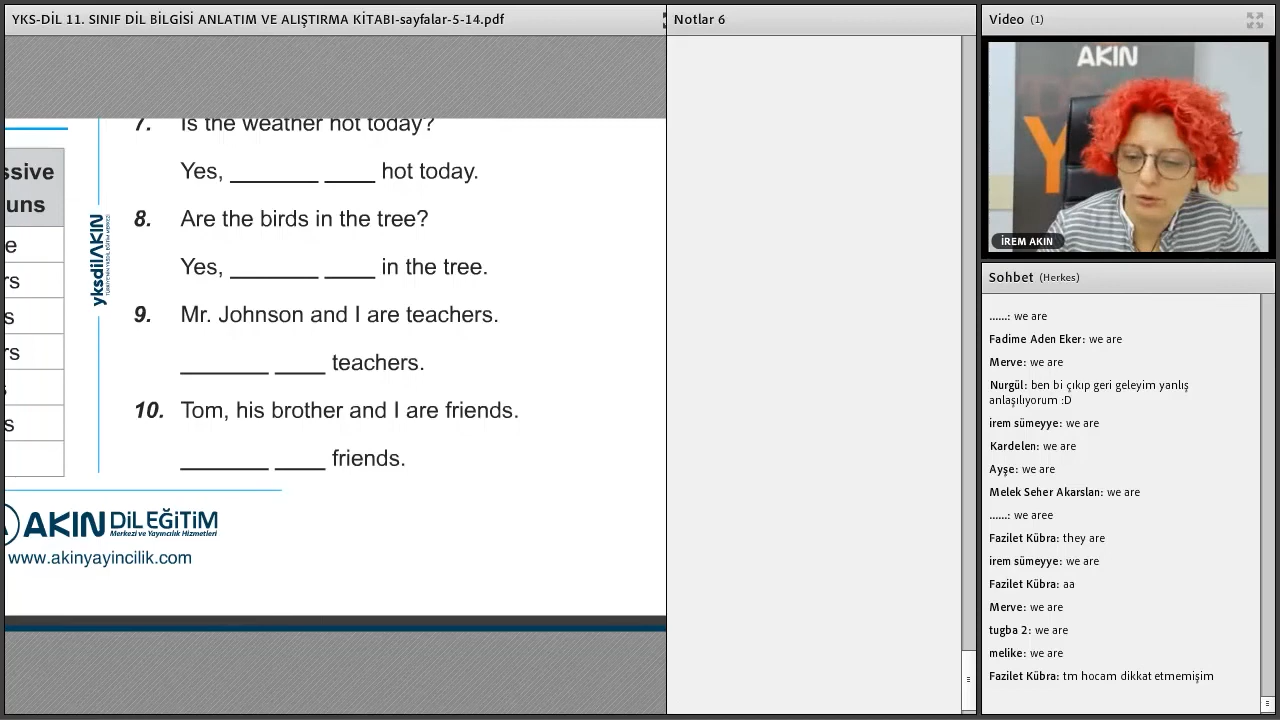 YKS-DİL 11. SINIF DİL BİLGİSİ ANLATIM VE ALIŞTIRMA KİTABI-sayfalar-5-14.pdf
ssive
uns
e
rs
s
rs
s
s
yksdilAKIN
7. Is the weather hot today?
Yes, ________ ____ hot today.
8. Are the birds in the tree?
Yes, ________ ____ in the tree.
9. Mr. Johnson and I are teachers.
________ ____ teachers.
10. Tom, his brother and I are friends.
________ ____ friends.
AKIN DİL EĞİTİM
Merkezi ve Yayıncılık Hizmetleri
www.akinyayincilik.com
Notlar 6
Video (1)
AKIN
Y
İREM AKIN
Sohbet (Herkes)
......: we are
Fadime Aden Eker: we are
Merve: we are
Nurgül: ben bi çıkıp geri geleyim yanlış
anlaşılıyorum :D
irem sümeyye: we are
Kardelen: we are
Ayşe: we are
Melek Seher Akarslan: we are
......: we aree
Fazilet Kübra: they are
irem sümeyye: we are
Fazilet Kübra: aa
Merve: we are
tugba 2: we are
melike: we are
Fazilet Kübra: tm hocam dikkat etmemişim